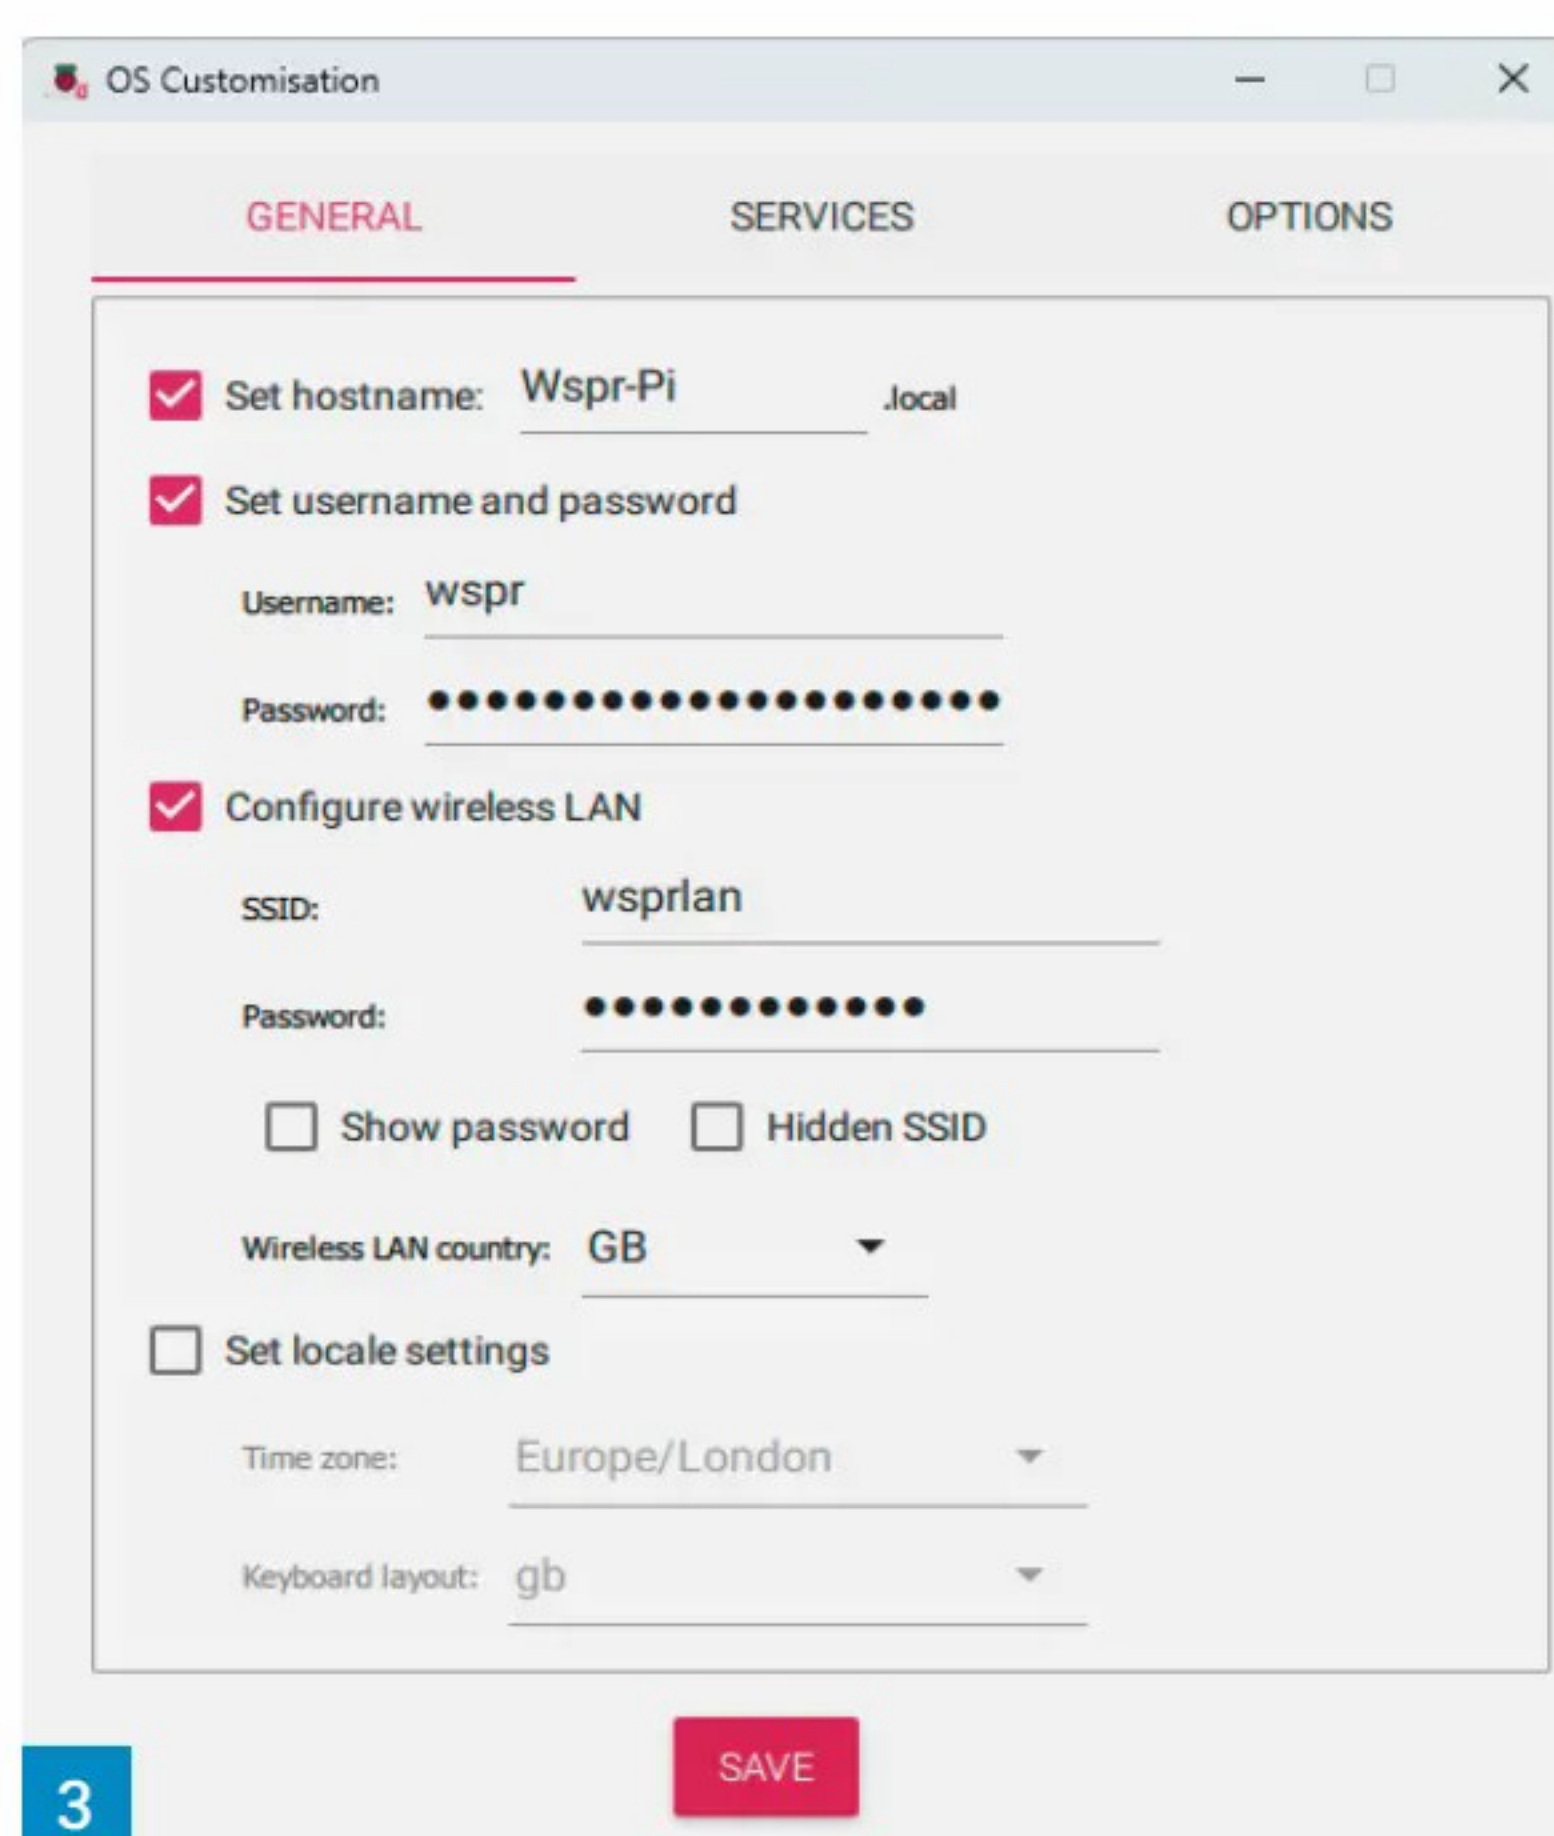 OS Customisation
GENERAL SERVICES OPTIONS
Set hostname: Wspr-Pi .local
Set username and password
Username: wspr
Password: ••••••••••••••••••••
Configure wireless LAN
SSID: wsprlan
Password: ••••••••••••
Show password Hidden SSID
Wireless LAN country: GB
Set locale settings
Time zone: Europe/London
Keyboard layout: gb
SAVE
3